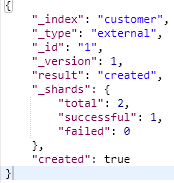 {
    "_index": "customer",
    "_type": "external",
    "_id": "1",
    "_version": 1,
    "result": "created",
    "_shards": {
        "total": 2,
        "successful": 1,
        "failed": 0
    },
    "created": true
}